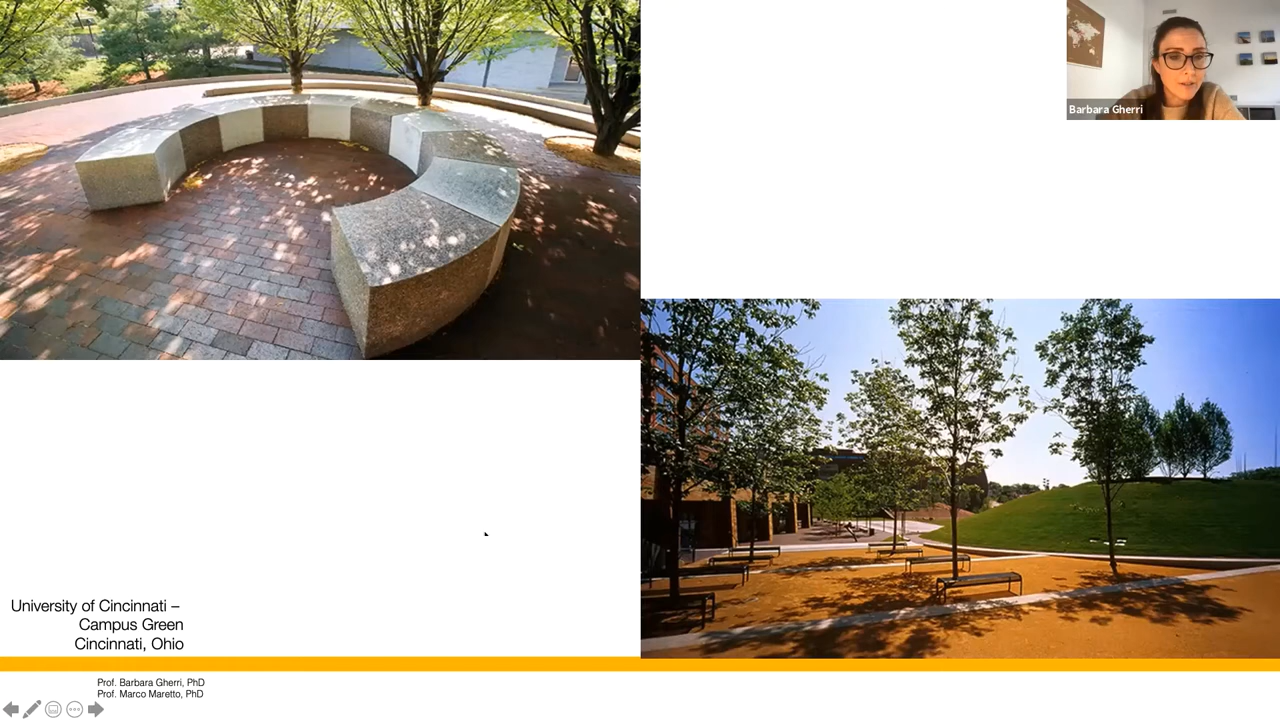 Barbara Gherri
University of Cincinnati –
Campus Green
Cincinnati, Ohio
Prof. Barbara Gherri, PhD
Prof. Marco Maretto, PhD